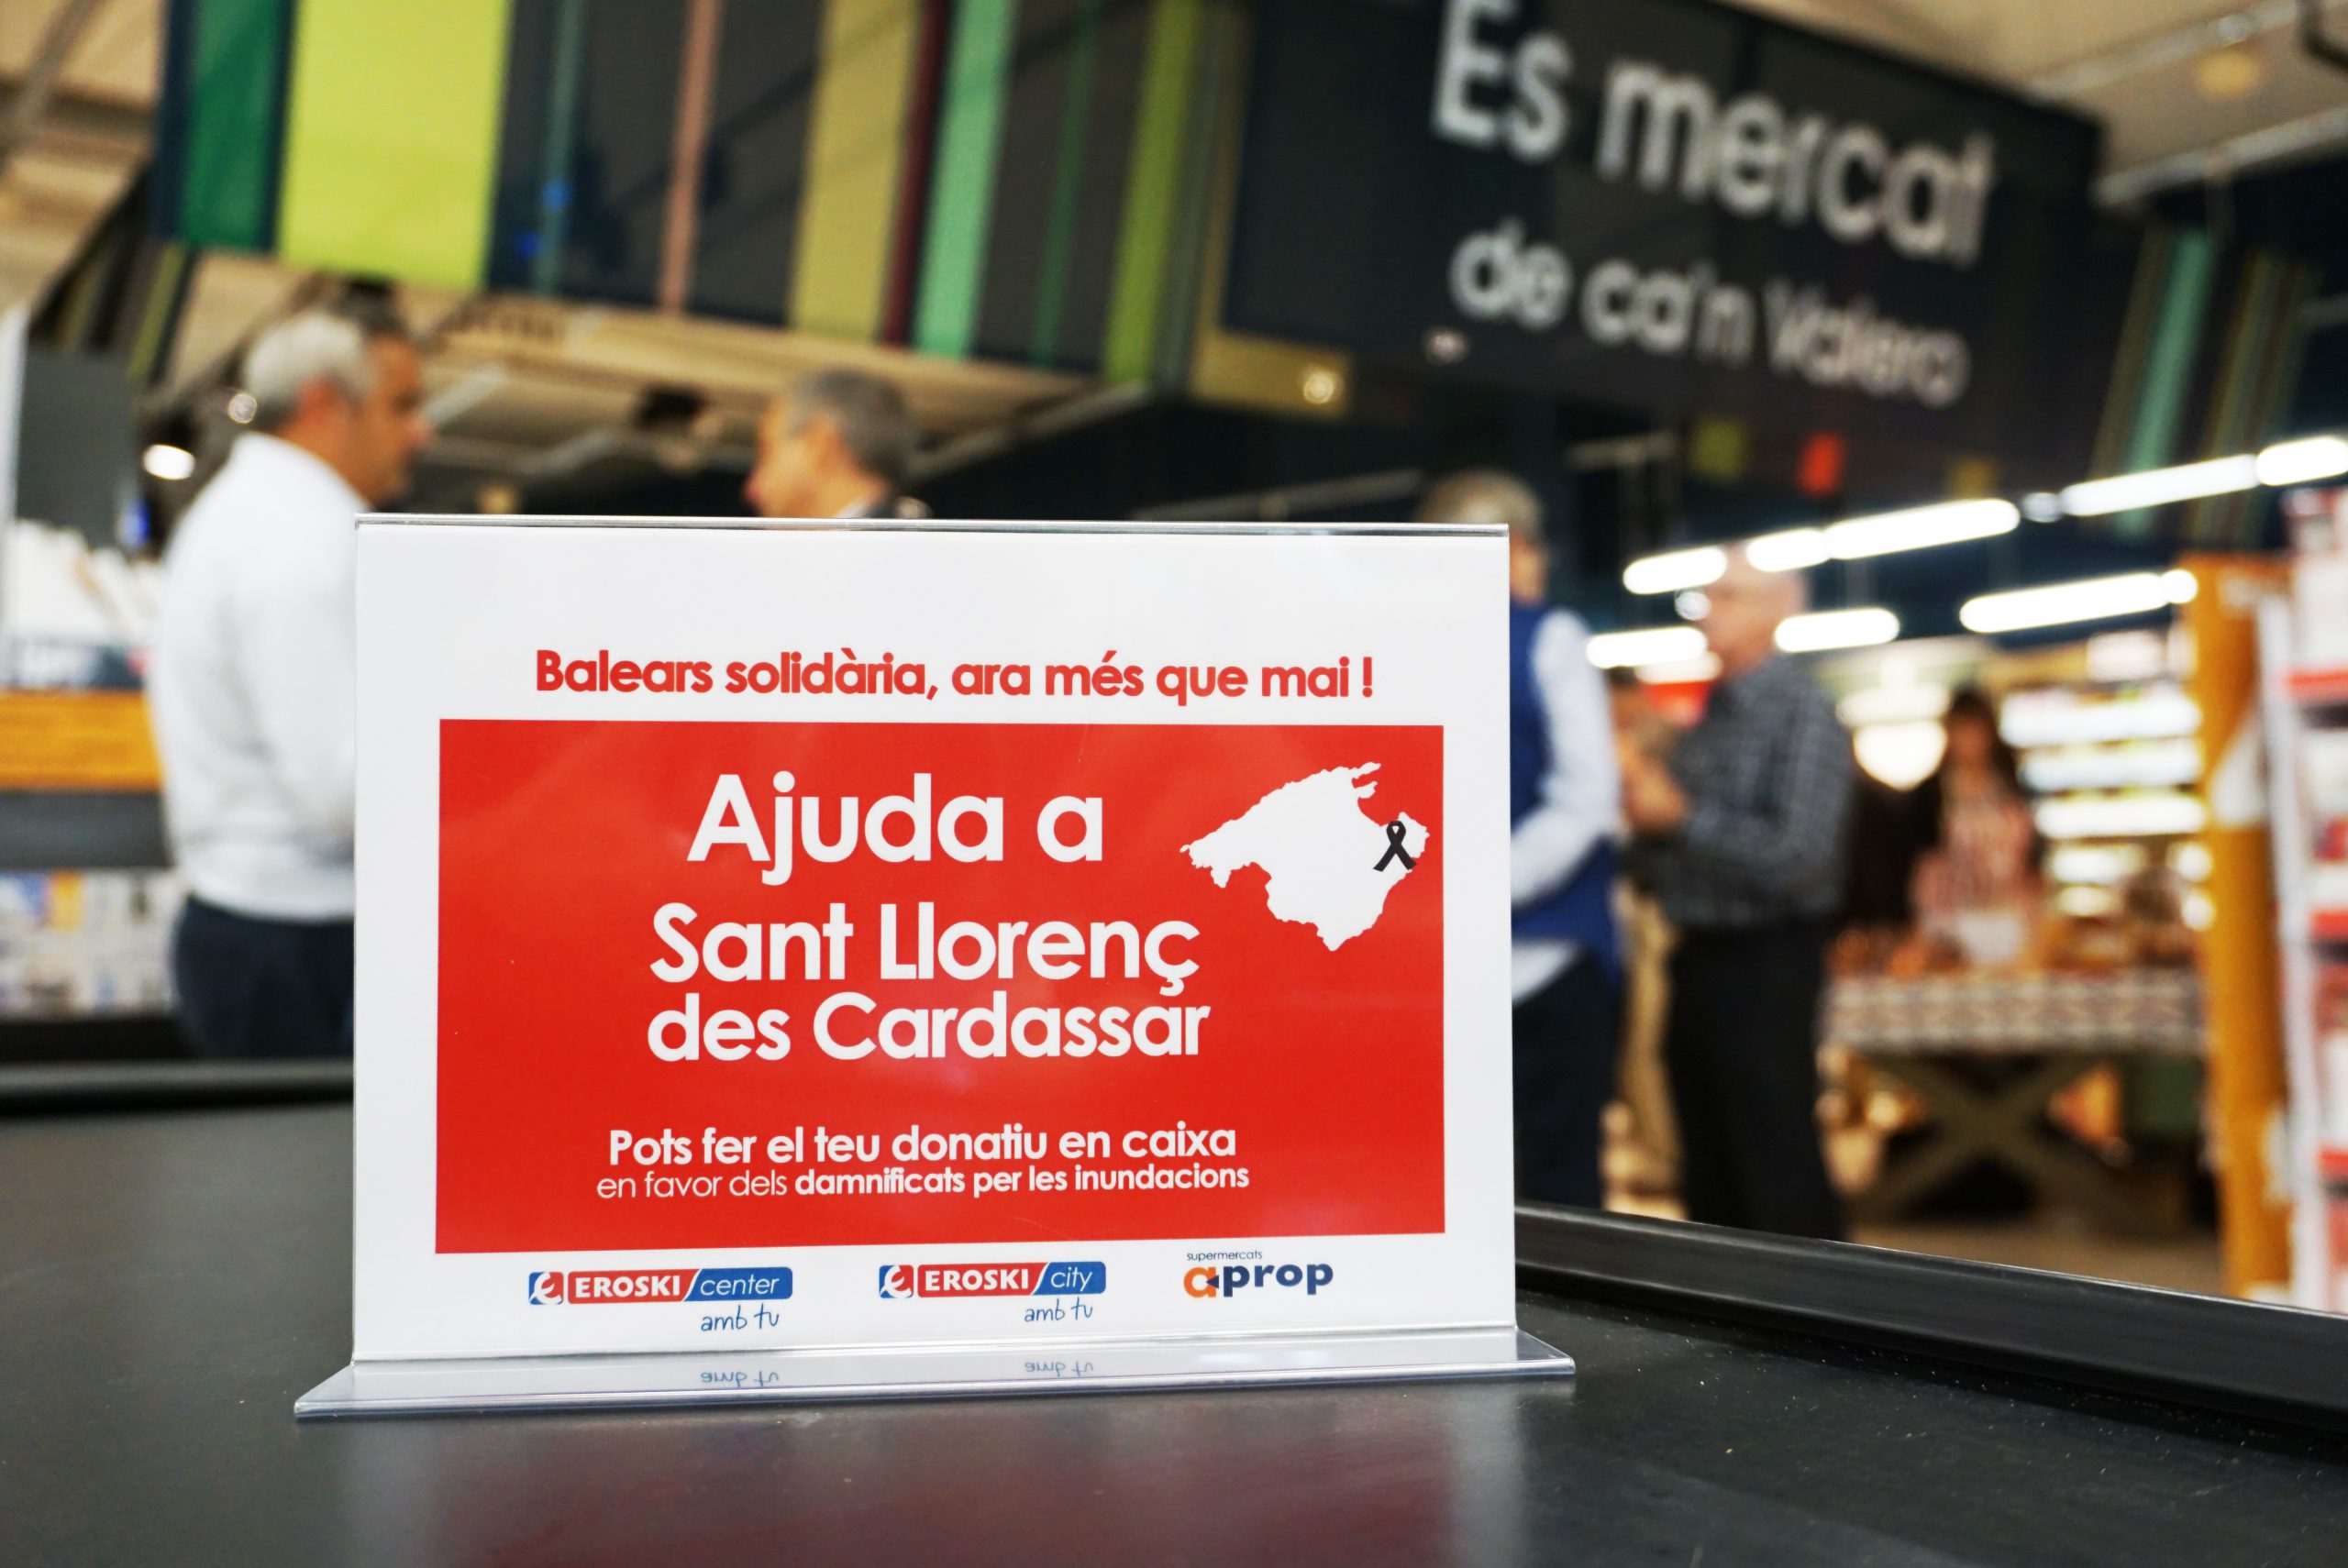 Es mercat
de ca'n Valero
Balears solidària, ara més que mai !
Ajuda a
Sant Llorenç
des Cardassar
Pots fer el teu donatiu en caixa
en favor dels damnificats per les inundacions
EROSKI center
amb tu
EROSKI city
amb tu
supermercats
aprop